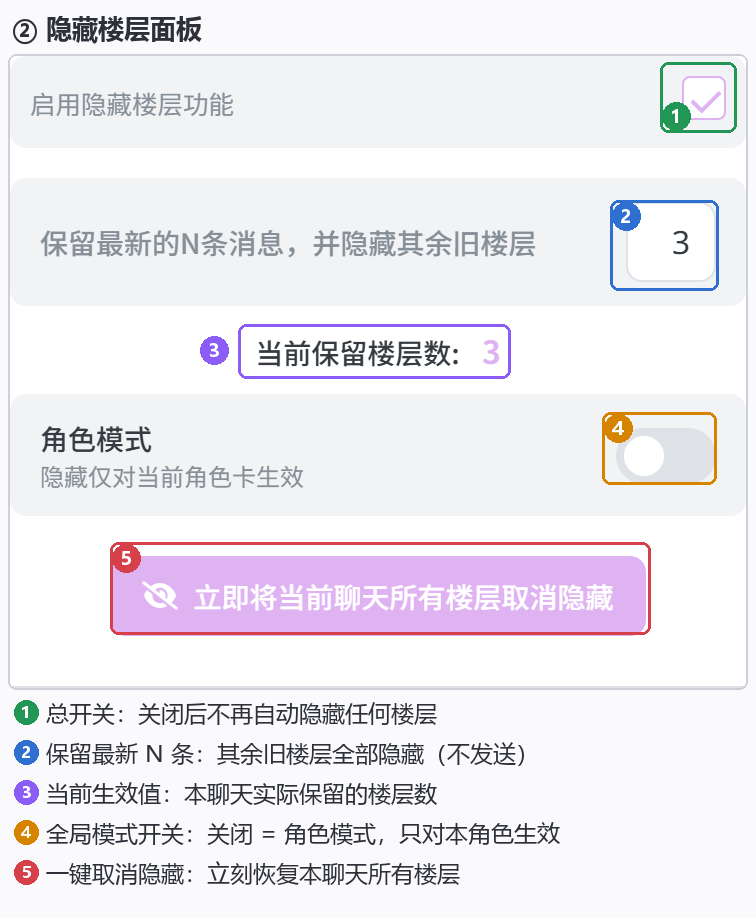 ② 隐藏楼层面板
启用隐藏楼层功能
1
保留最新的N条消息，并隐藏其余旧楼层
2
3
3
当前保留楼层数: 3
角色模式
隐藏仅对当前角色卡生效
4
5
立即将当前聊天所有楼层取消隐藏
1 总开关：关闭后不再自动隐藏任何楼层
2 保留最新 N 条：其余旧楼层全部隐藏（不发送）
3 当前生效值：本聊天实际保留的楼层数
4 全局模式开关：关闭 = 角色模式，只对本角色生效
5 一键取消隐藏：立刻恢复本聊天所有楼层